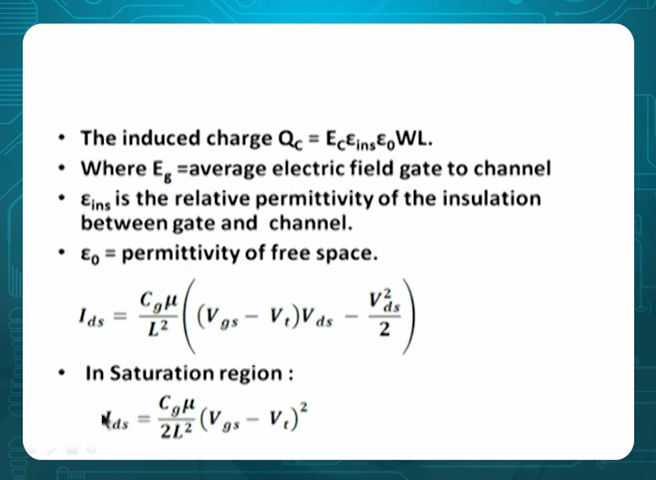 • The induced charge Q_c = E_cε_insε_0WL.
• Where E_g =average electric field gate to channel
• ε_ins is the relative permittivity of the insulation
between gate and channel.
• ε_0 = permittivity of free space.
I_ds = C_gμ/L² ((V_gs − V_t)V_ds − V_ds²/2)
• In Saturation region :
I_ds = C_gμ/2L² (V_gs − V_t)²